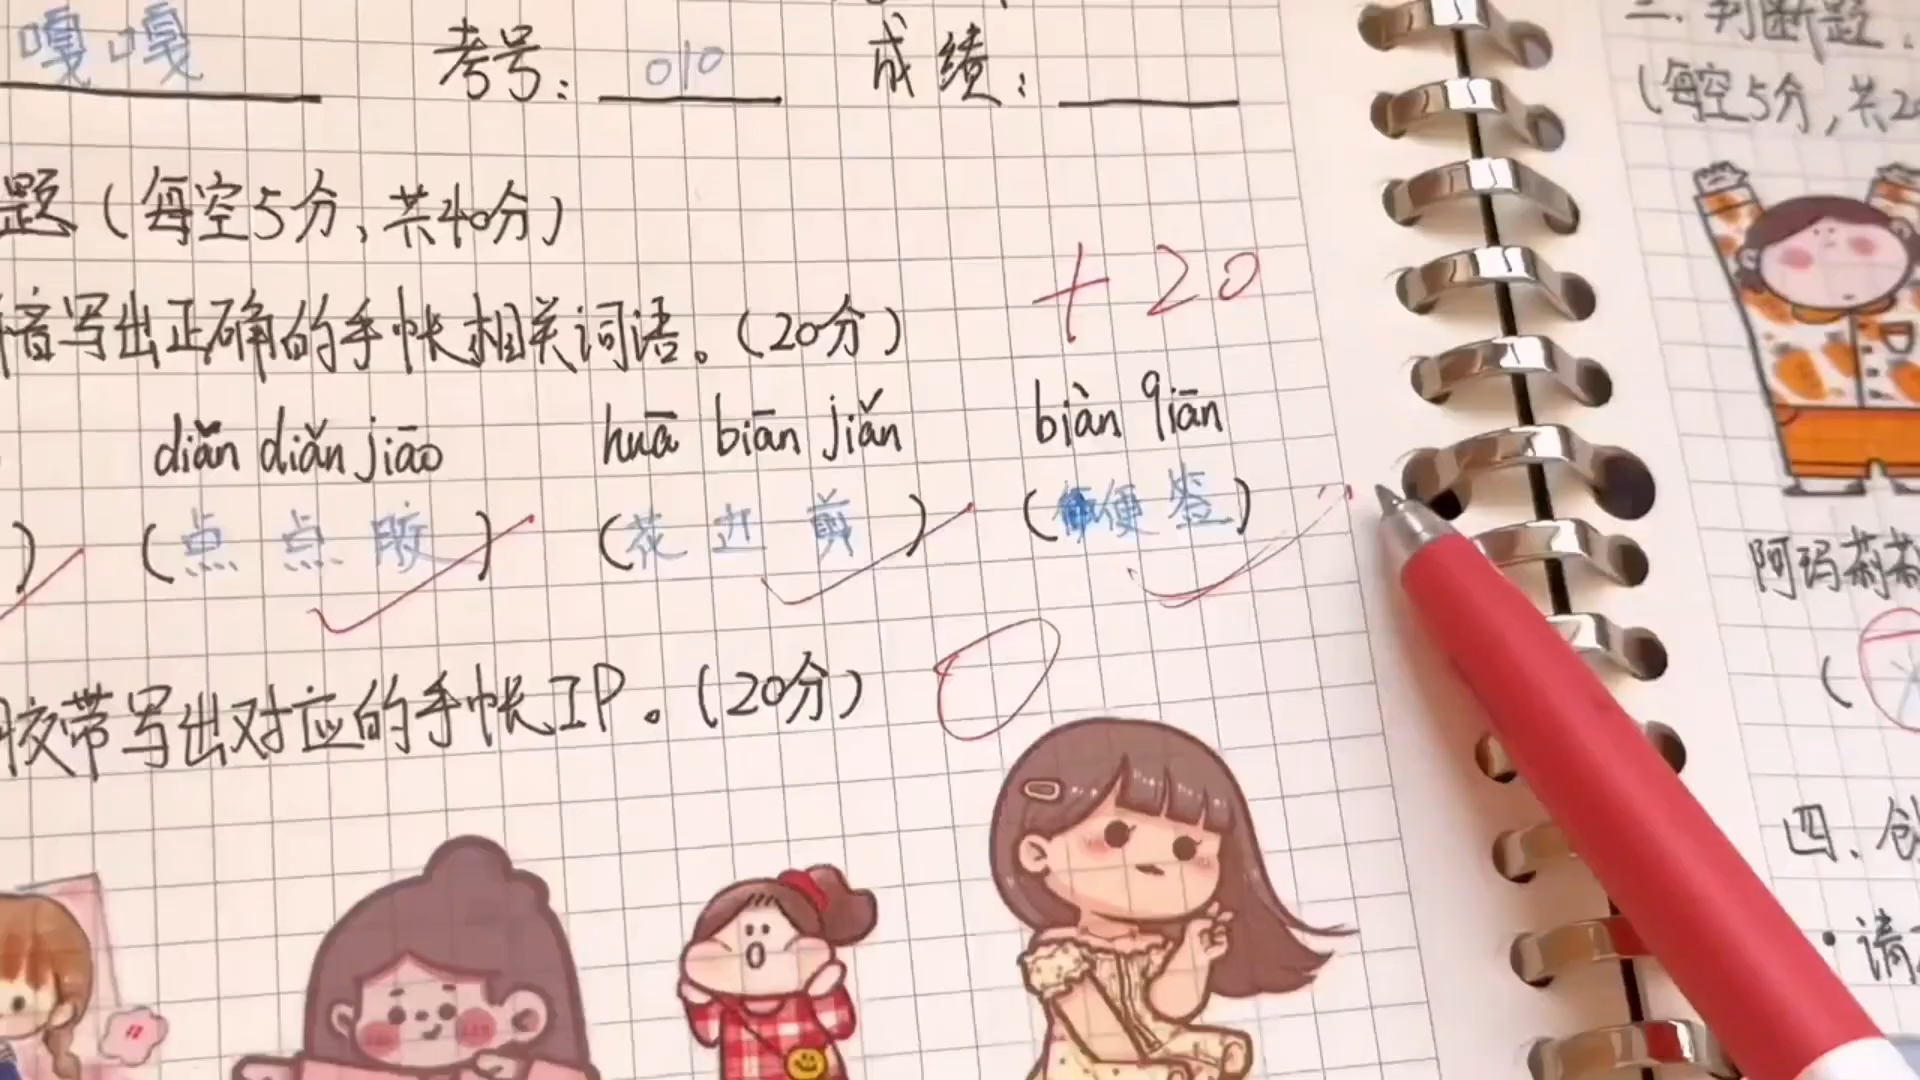 嘎嘎 考号: 010 成绩:
题（每空5分,共40分）
音写出正确的手帐相关词语。（20分） +20
diǎn diǎn jiāo huā biān jiǎn biàn qiān
) (点点胶) (花边剪) (便签)
胶带写出对应的手帐IP。（20分）
二.判断题.
(每空5分,共20
阿玛莉莉
(
四、创
·请